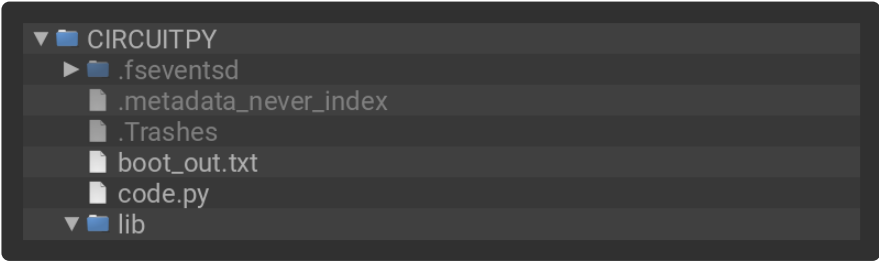 CIRCUITPY
.fseventsd
.metadata_never_index
.Trashes
boot_out.txt
code.py
lib